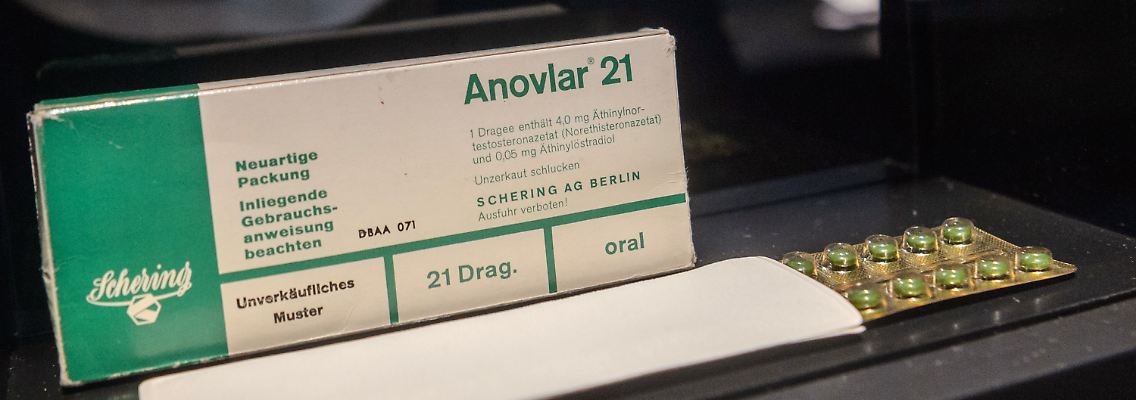 Anovlar® 21
1 Dragee enthält 4,0 mg Äthinylnor-
testosteronazetat (Norethisteronazetat)
und 0,05 mg Äthinylöstradiol
Unzerkaut schlucken
SCHERING AG BERLIN
Ausfuhr verboten!
Neuartige
Packung
Inliegende
Gebrauchs-
anweisung
beachten
DBAA 071
Schering
Unverkäufliches
Muster
21 Drag.
oral